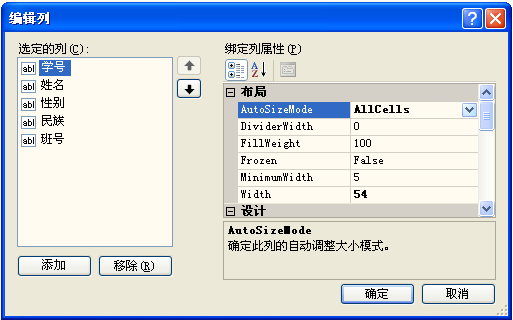 编辑列
选定的列(C):
abl 学号
abl 姓名
abl 性别
abl 民族
abl 班号
添加
移除(R)
绑定列属性(P)
布局
AutoSizeMode AllCells
DividerWidth 0
FillWeight 100
Frozen False
MinimumWidth 5
Width 54
设计
AutoSizeMode
确定此列的自动调整大小模式。
确定
取消